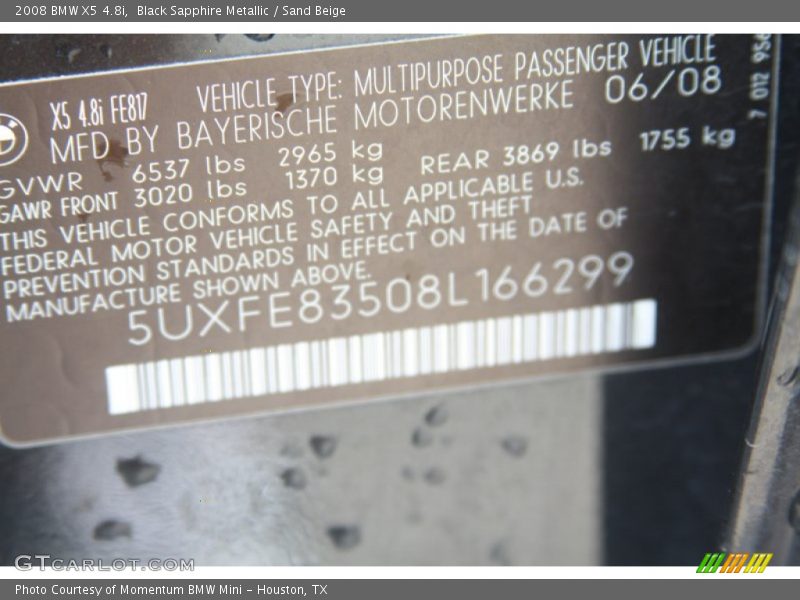 2008 BMW X5 4.8i, Black Sapphire Metallic / Sand Beige
X5 4.8i FE817 VEHICLE TYPE: MULTIPURPOSE PASSENGER VEHICLE
MFD BY BAYERISCHE MOTORENWERKE 06/08
GVWR 6537 lbs 2965 kg
GAWR FRONT 3020 lbs 1370 kg REAR 3869 lbs 1755 kg
THIS VEHICLE CONFORMS TO ALL APPLICABLE U.S.
FEDERAL MOTOR VEHICLE SAFETY AND THEFT
PREVENTION STANDARDS IN EFFECT ON THE DATE OF
MANUFACTURE SHOWN ABOVE.
5UXFE83508L166299
7 012 956
GTCARLOT.COM
Photo Courtesy of Momentum BMW Mini - Houston, TX